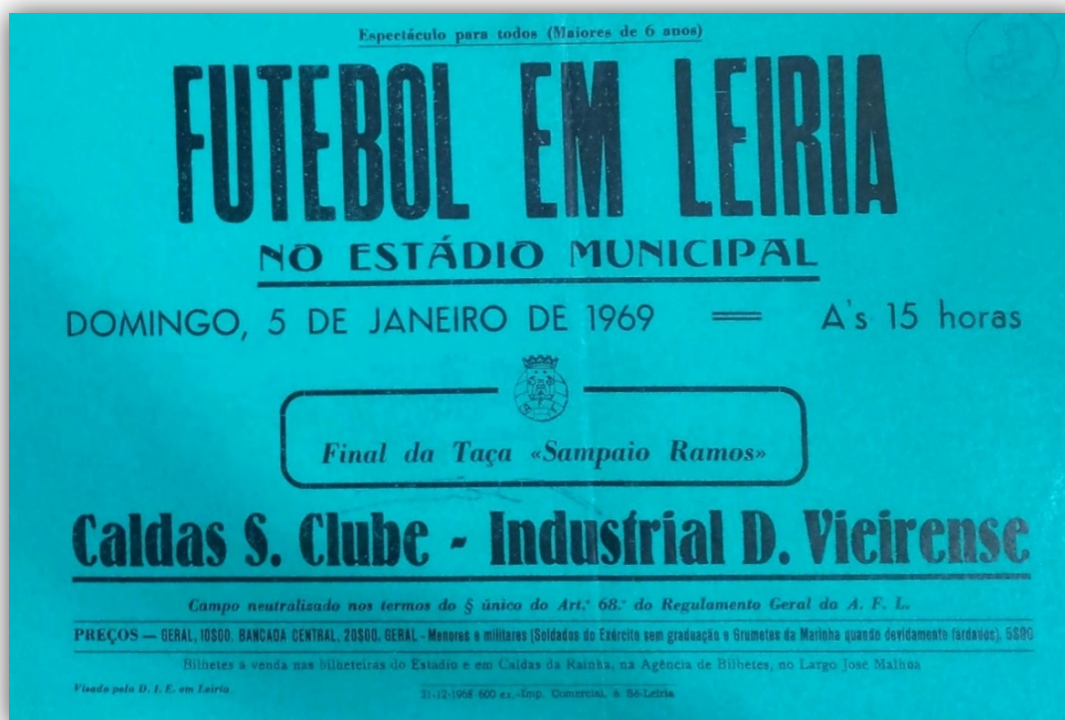 Espectáculo para todos (Maiores de 6 anos)
FUTEBOL EM LEIRIA
NO ESTÁDIO MUNICIPAL
DOMINGO, 5 DE JANEIRO DE 1969 = A's 15 horas
Final da Taça «Sampaio Ramos»
Caldas S. Clube - Industrial D. Vieirense
Campo neutralizado nos termos do § único do Art.º 68.º do Regulamento Geral da A. F. L.
PREÇOS — GERAL, 10$00, BANCADA CENTRAL, 20$00, GERAL - Menores e militares (Soldados do Exército sem graduação e Grumetes da Marinha quando devidamente fardados), 5$00
Bilhetes à venda nas bilheteiras do Estádio e em Caldas da Rainha, na Agência de Bilhetes, no Largo José Malhoa
Visado pela D. I. E. em Leiria
31-12-1968 600 ex.-Imp. Comercial, à Sé-Leiria